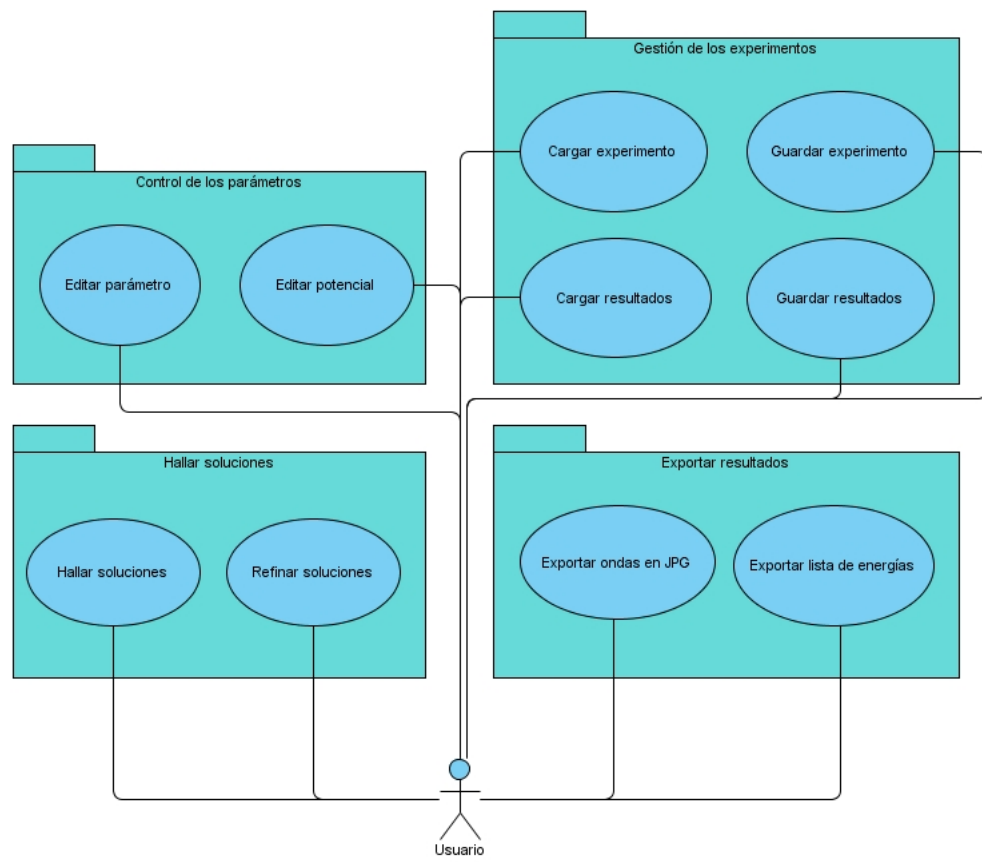 Gestión de los experimentos
Cargar experimento
Guardar experimento
Cargar resultados
Guardar resultados
Control de los parámetros
Editar parámetro
Editar potencial
Hallar soluciones
Hallar soluciones
Refinar soluciones
Exportar resultados
Exportar ondas en JPG
Exportar lista de energías
Usuario